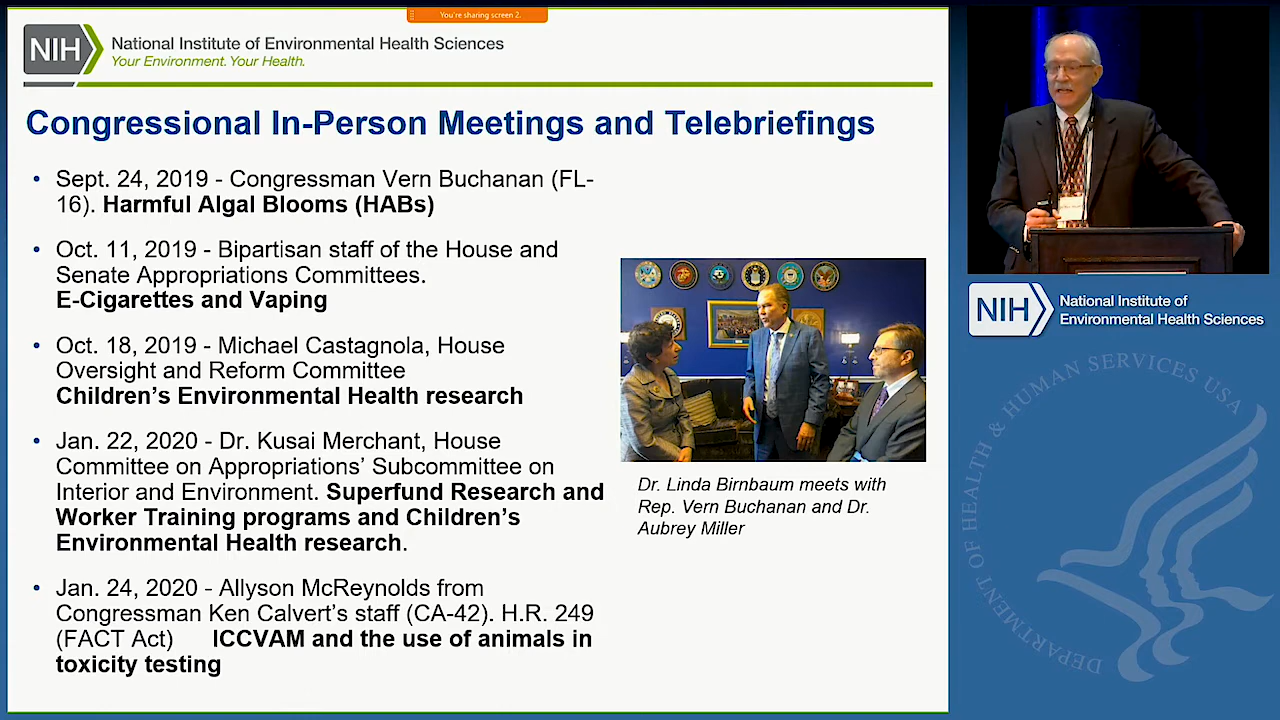 You're sharing screen 2.
NIH
National Institute of Environmental Health Sciences
Your Environment. Your Health.
Congressional In-Person Meetings and Telebriefings
• Sept. 24, 2019 - Congressman Vern Buchanan (FL-
16). Harmful Algal Blooms (HABs)
• Oct. 11, 2019 - Bipartisan staff of the House and
Senate Appropriations Committees.
E-Cigarettes and Vaping
• Oct. 18, 2019 - Michael Castagnola, House
Oversight and Reform Committee
Children's Environmental Health research
• Jan. 22, 2020 - Dr. Kusai Merchant, House
Committee on Appropriations' Subcommittee on
Interior and Environment. Superfund Research and
Worker Training programs and Children's
Environmental Health research.
• Jan. 24, 2020 - Allyson McReynolds from
Congressman Ken Calvert's staff (CA-42). H.R. 249
(FACT Act) ICCVAM and the use of animals in
toxicity testing
Dr. Linda Birnbaum meets with
Rep. Vern Buchanan and Dr.
Aubrey Miller
NIH
National Institute of
Environmental Health Sciences
DEPARTMENT OF HEALTH & HUMAN SERVICES USA